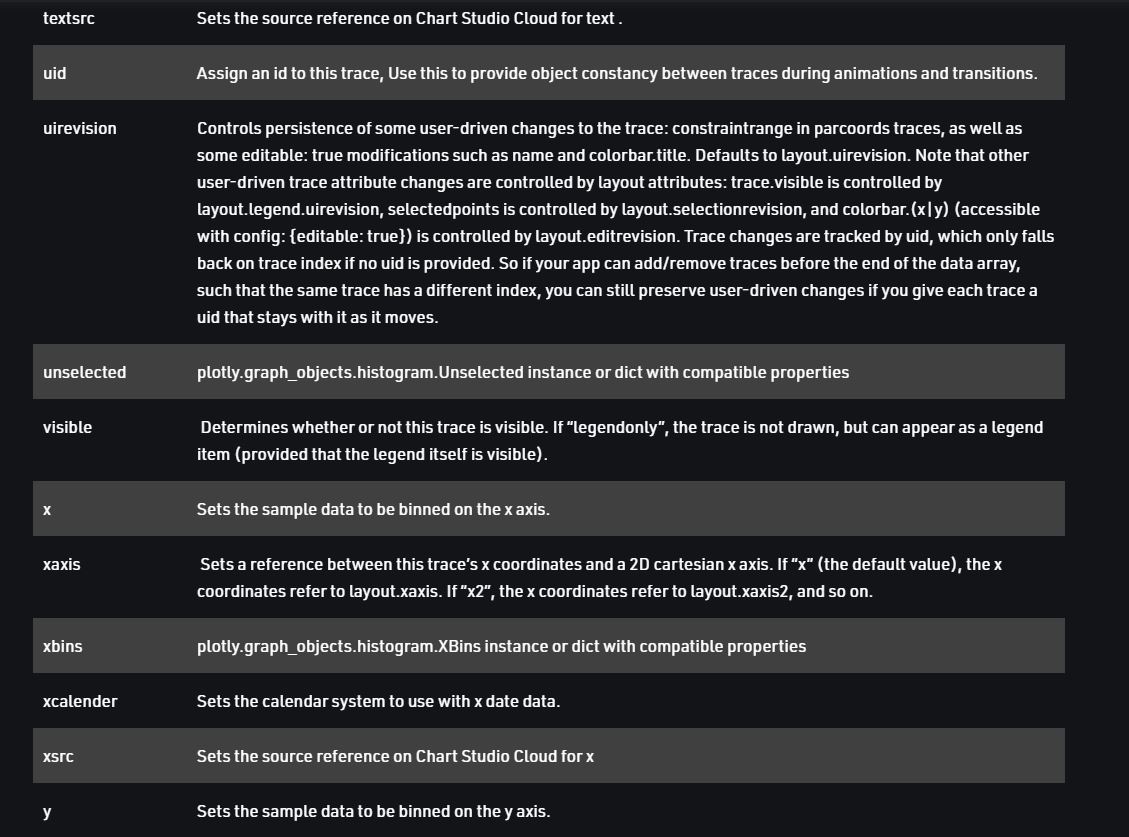 textsrc Sets the source reference on Chart Studio Cloud for text .
uid Assign an id to this trace, Use this to provide object constancy between traces during animations and transitions.
uirevision Controls persistence of some user-driven changes to the trace: constraintrange in parcoords traces, as well as
some editable: true modifications such as name and colorbar.title. Defaults to layout.uirevision. Note that other
user-driven trace attribute changes are controlled by layout attributes: trace.visible is controlled by
layout.legend.uirevision, selectedpoints is controlled by layout.selectionrevision, and colorbar.(x|y) (accessible
with config: {editable: true}) is controlled by layout.editrevision. Trace changes are tracked by uid, which only falls
back on trace index if no uid is provided. So if your app can add/remove traces before the end of the data array,
such that the same trace has a different index, you can still preserve user-driven changes if you give each trace a
uid that stays with it as it moves.
unselected plotly.graph_objects.histogram.Unselected instance or dict with compatible properties
visible Determines whether or not this trace is visible. If “legendonly”, the trace is not drawn, but can appear as a legend
item (provided that the legend itself is visible).
x Sets the sample data to be binned on the x axis.
xaxis Sets a reference between this trace’s x coordinates and a 2D cartesian x axis. If “x” (the default value), the x
coordinates refer to layout.xaxis. If “x2”, the x coordinates refer to layout.xaxis2, and so on.
xbins plotly.graph_objects.histogram.XBins instance or dict with compatible properties
xcalender Sets the calendar system to use with x date data.
xsrc Sets the source reference on Chart Studio Cloud for x
y Sets the sample data to be binned on the y axis.